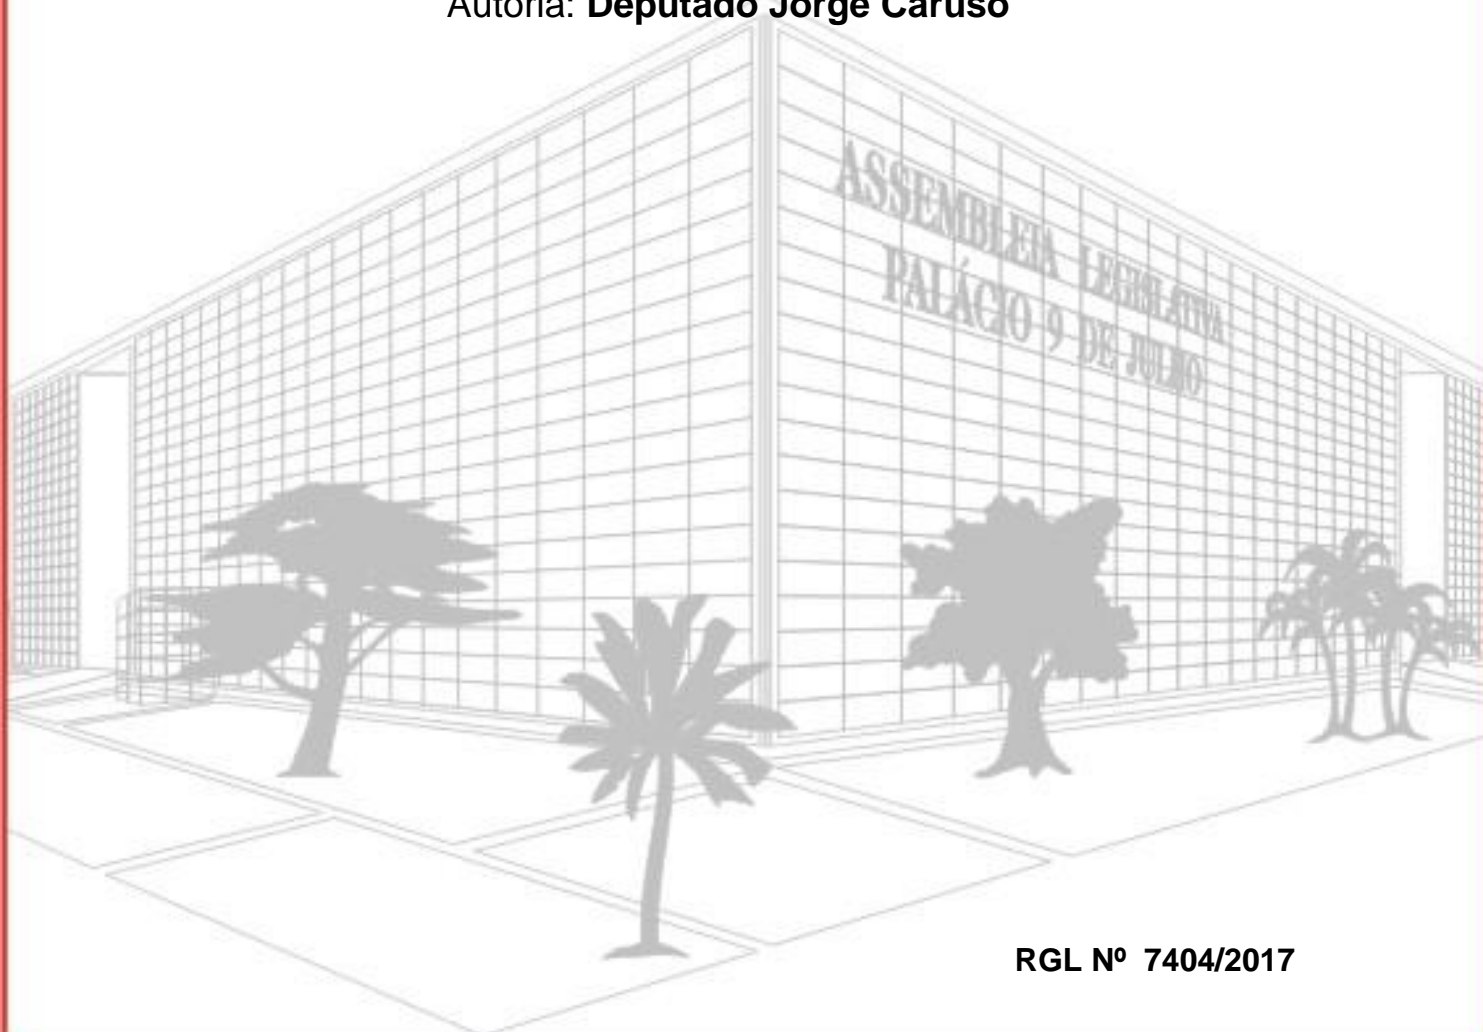 Autoria: Deputado Jorge Caruso
ASSEMBLEIA LEGISLATIVA
PALÁCIO 9 DE JULHO
RGL Nº 7404/2017